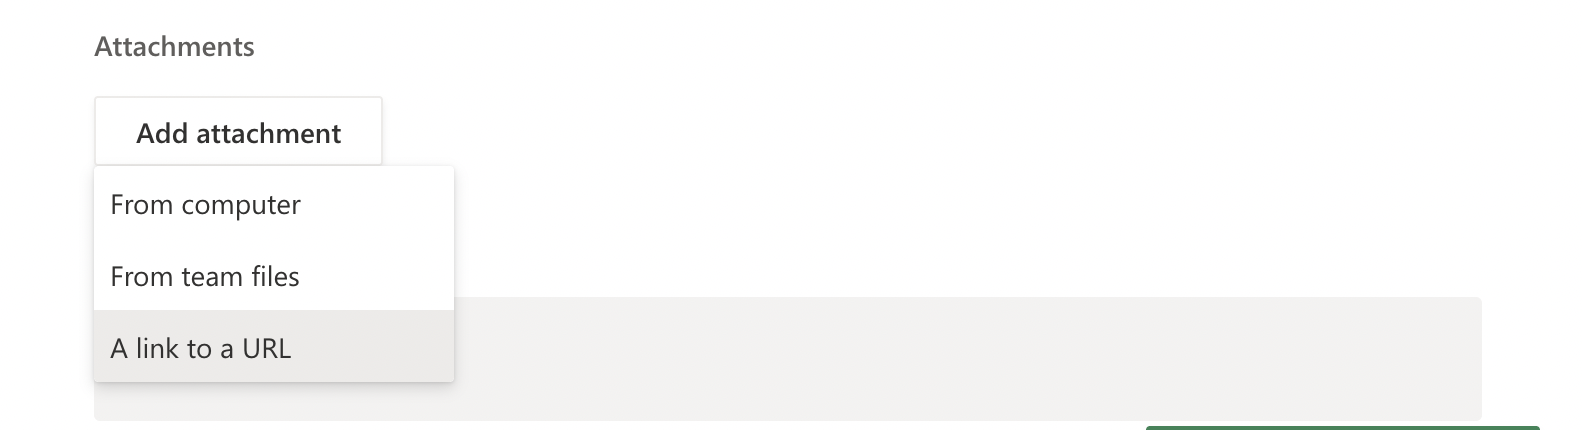 Attachments
Add attachment
From computer
From team files
A link to a URL